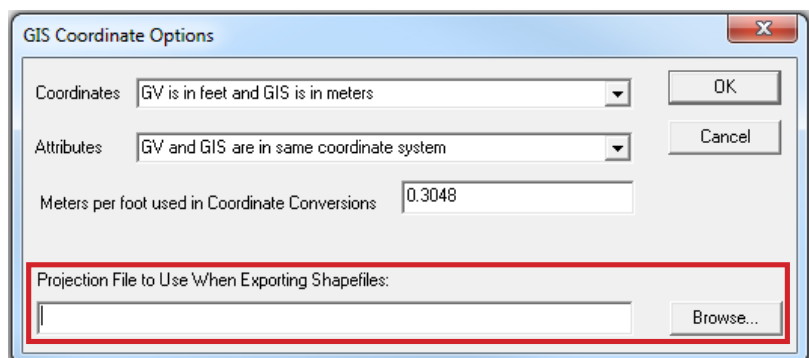 GIS Coordinate Options
Coordinates GV is in feet and GIS is in meters OK
Attributes GV and GIS are in same coordinate system Cancel
Meters per foot used in Coordinate Conversions 0.3048
Projection File to Use When Exporting Shapefiles:
Browse...